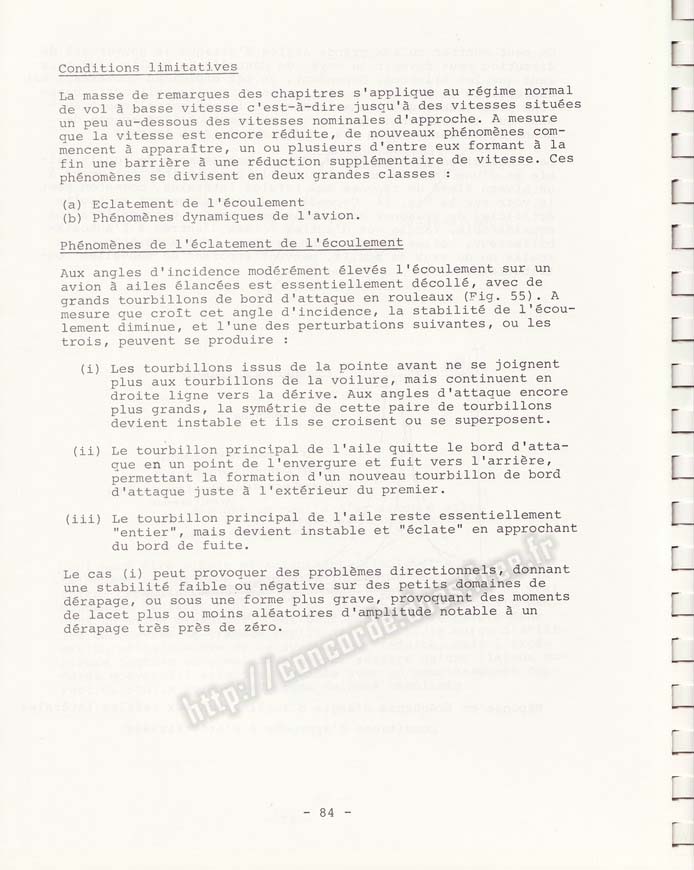 Conditions limitatives
La masse de remarques des chapitres s'applique au régime normal
de vol à basse vitesse c'est-à-dire jusqu'à des vitesses situées
un peu au-dessous des vitesses nominales d'approche. A mesure
que la vitesse est encore réduite, de nouveaux phénomènes com-
mencent à apparaître, un ou plusieurs d'entre eux formant à la
fin une barrière à une réduction supplémentaire de vitesse. Ces
phénomènes se divisent en deux grandes classes :
(a) Eclatement de l'écoulement
(b) Phénomènes dynamiques de l'avion.
Phénomènes de l'éclatement de l'écoulement
Aux angles d'incidence modérément élevés l'écoulement sur un
avion à ailes élancées est essentiellement décollé, avec de
grands tourbillons de bord d'attaque en rouleaux (Fig. 55). A
mesure que croît cet angle d'incidence, la stabilité de l'écou-
lement diminue, et l'une des perturbations suivantes, ou les
trois, peuvent se produire :
(i) Les tourbillons issus de la pointe avant ne se joignent
plus aux tourbillons de la voilure, mais continuent en
droite ligne vers la dérive. Aux angles d'attaque encore
plus grands, la symétrie de cette paire de tourbillons
devient instable et ils se croisent ou se superposent.
(ii) Le tourbillon principal de l'aile quitte le bord d'atta-
que en un point de l'envergure et fuit vers l'arrière,
permettant la formation d'un nouveau tourbillon de bord
d'attaque juste à l'extérieur du premier.
(iii) Le tourbillon principal de l'aile reste essentiellement
"entier", mais devient instable et "éclate" en approchant
du bord de fuite.
Le cas (i) peut provoquer des problèmes directionnels, donnant
une stabilité faible ou négative sur des petits domaines de
dérapage, ou sous une forme plus grave, provoquant des moments
de lacet plus ou moins aléatoires d'amplitude notable à un
dérapage très près de zéro.
- 84 -